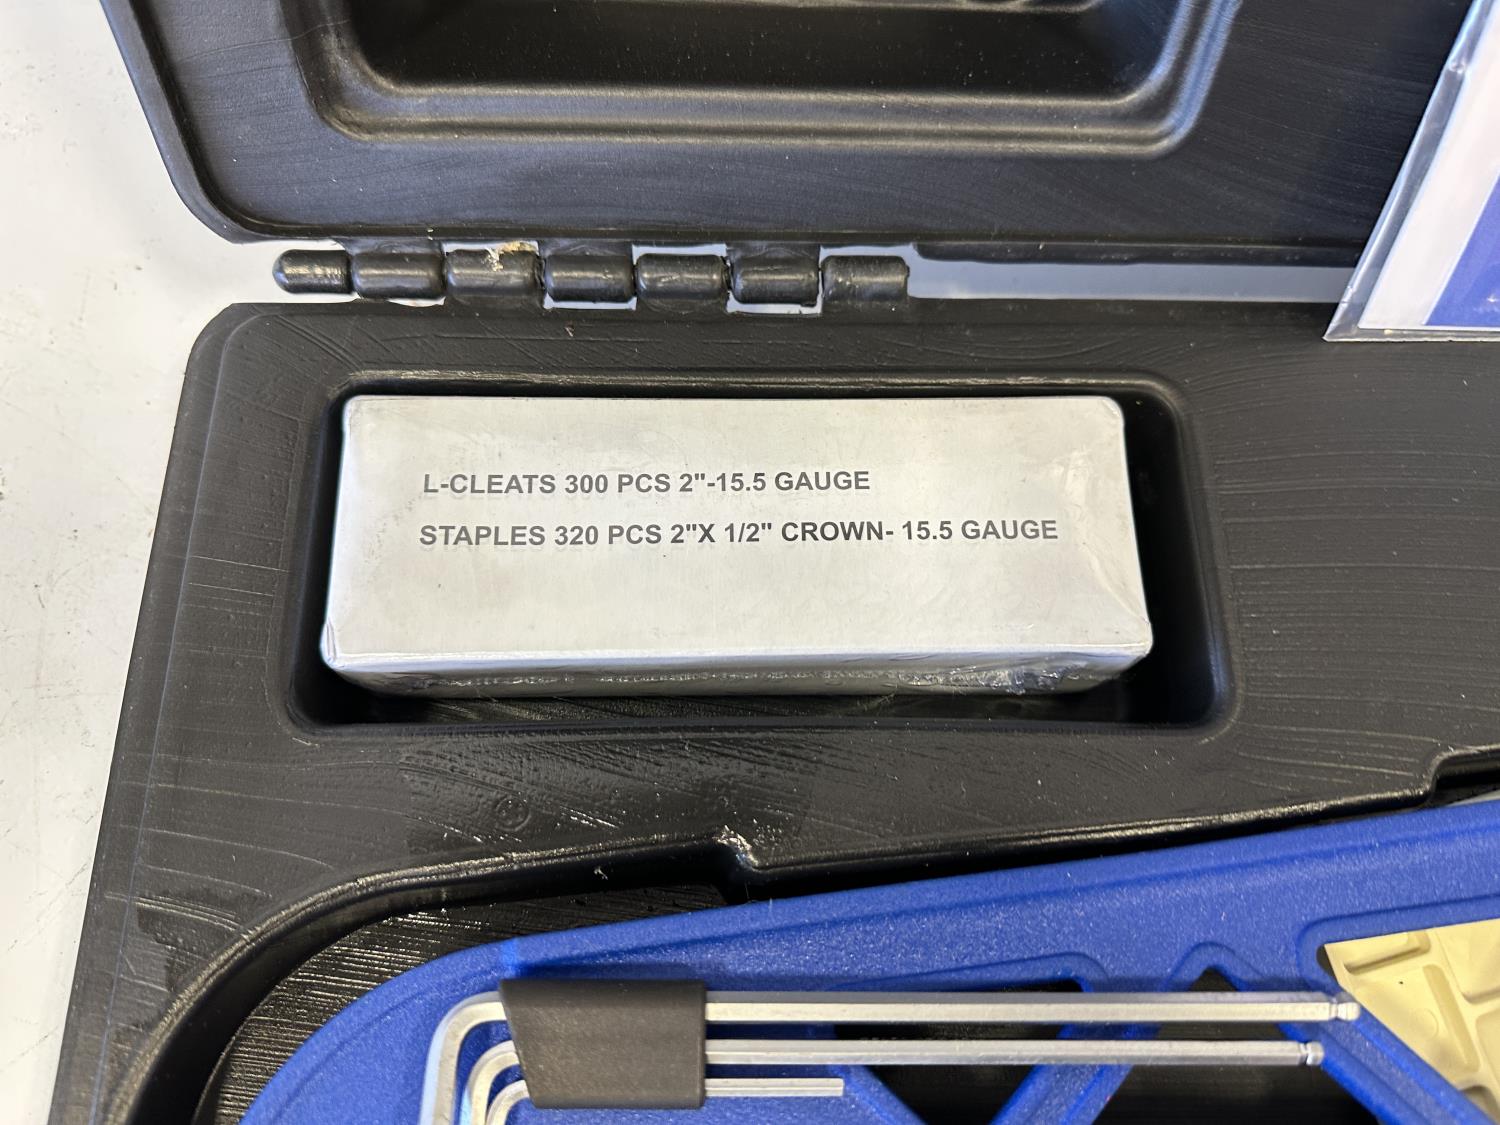 L-CLEATS 300 PCS 2"-15.5 GAUGE
STAPLES 320 PCS 2"X 1/2" CROWN- 15.5 GAUGE